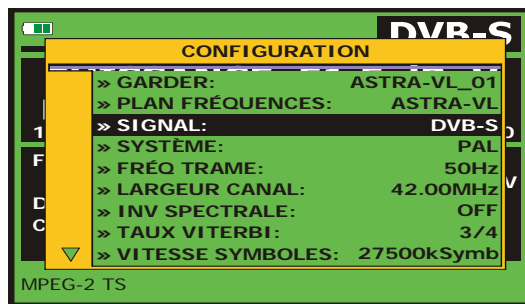 DVB-S
CONFIGURATION
» GARDER: ASTRA-VL_01
» PLAN FRÉQUENCES: ASTRA-VL
» SIGNAL: DVB-S
» SYSTÈME: PAL
» FRÉQ TRAME: 50Hz
» LARGEUR CANAL: 42.00MHz
» INV SPECTRALE: OFF
» TAUX VITERBI: 3/4
» VITESSE SYMBOLES: 27500kSymb
MPEG-2 TS